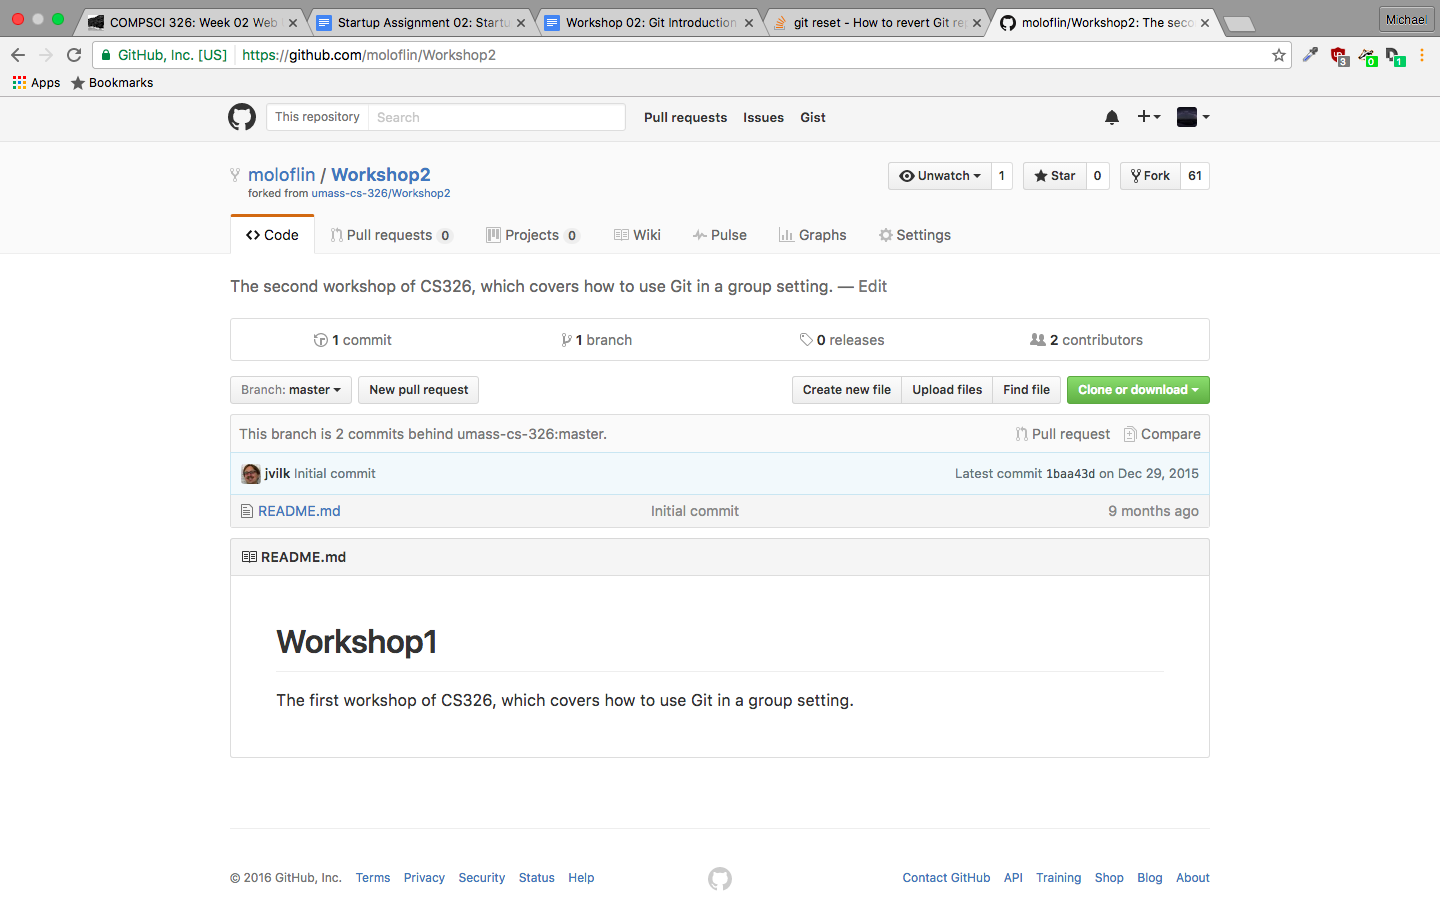 COMPSCI 326: Week 02 Web
Startup Assignment 02: Startu
Workshop 02: Git Introduction
git reset - How to revert Git rep
moloflin/Workshop2: The seco
Michael
GitHub, Inc. [US] https://github.com/moloflin/Workshop2
3 0 1
Apps Bookmarks
This repository Search Pull requests Issues Gist
moloflin / Workshop2
Unwatch 1 Star 0 Fork 61
forked from umass-cs-326/Workshop2
Code Pull requests 0 Projects 0 Wiki Pulse Graphs Settings
The second workshop of CS326, which covers how to use Git in a group setting. — Edit
1 commit 1 branch 0 releases 2 contributors
Branch: master New pull request Create new file Upload files Find file Clone or download
This branch is 2 commits behind umass-cs-326:master. Pull request Compare
jvilk Initial commit Latest commit 1baa43d on Dec 29, 2015
README.md Initial commit 9 months ago
README.md
Workshop1
The first workshop of CS326, which covers how to use Git in a group setting.
© 2016 GitHub, Inc. Terms Privacy Security Status Help Contact GitHub API Training Shop Blog About